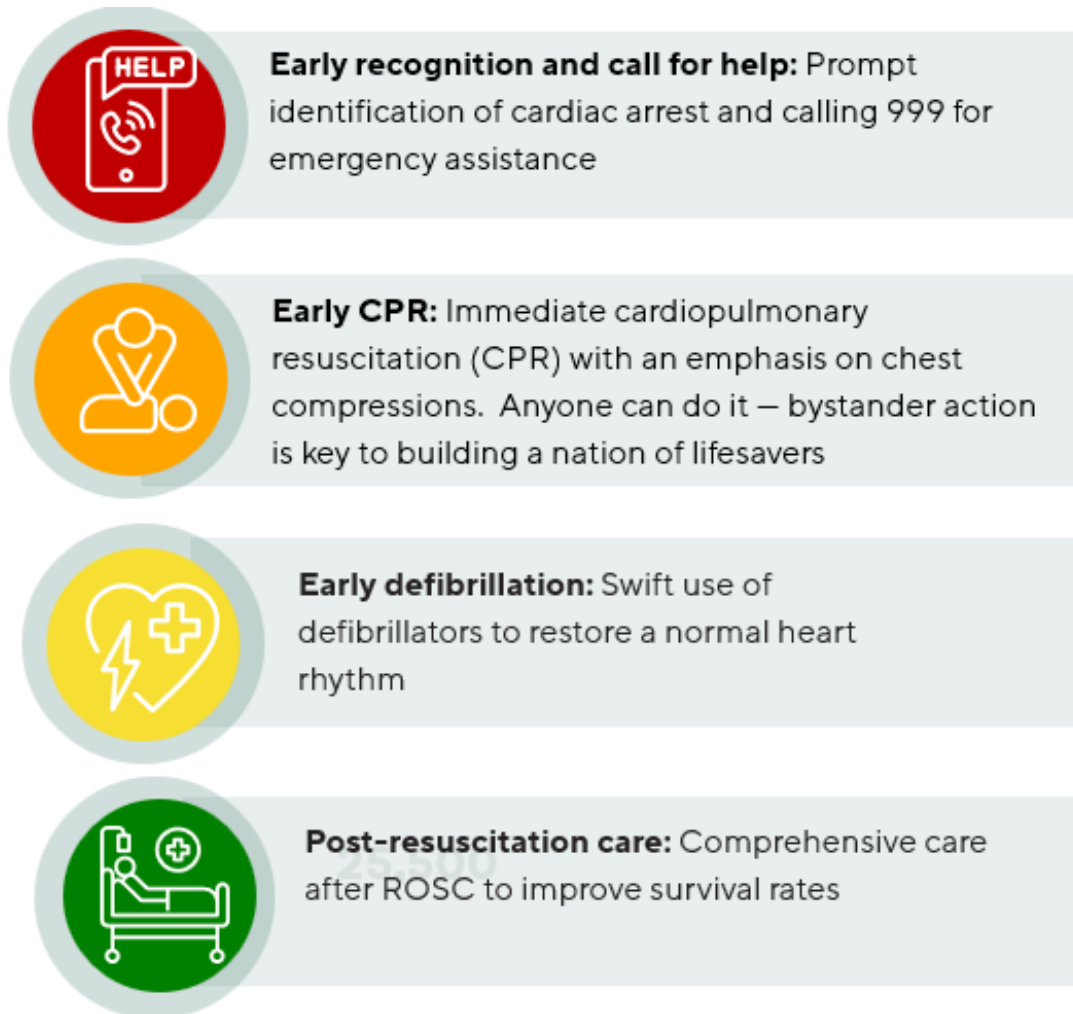 HELP
Early recognition and call for help: Prompt
identification of cardiac arrest and calling 999 for
emergency assistance
Early CPR: Immediate cardiopulmonary
resuscitation (CPR) with an emphasis on chest
compressions.  Anyone can do it — bystander action
is key to building a nation of lifesavers
Early defibrillation: Swift use of
defibrillators to restore a normal heart
rhythm
Post-resuscitation care: Comprehensive care
25,500
after ROSC to improve survival rates